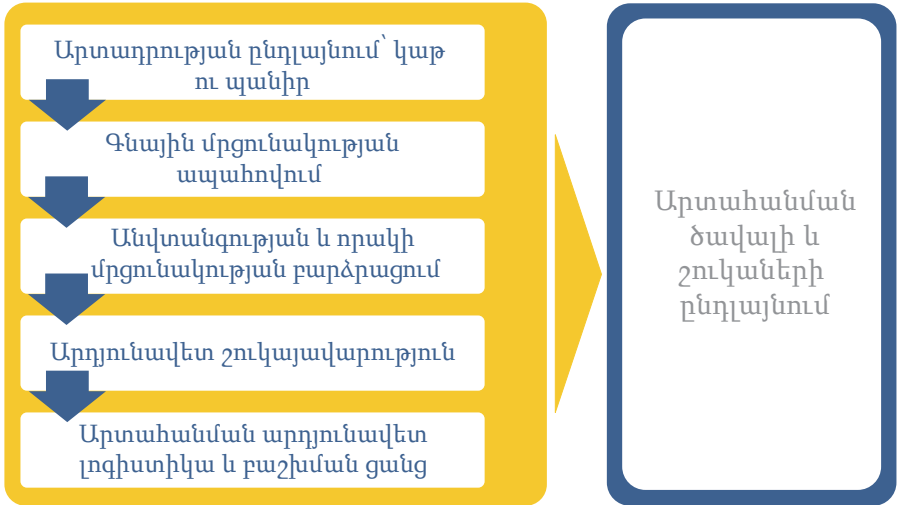 Արտադրության ընդլայնում՝ կաթ
ու պանիր
Գնային մրցունակության
ապահովում
Անվտանգության և որակի
մրցունակության բարձրացում
Արդյունավետ շուկայավարություն
Արտահանման արդյունավետ
լոգիստիկա և բաշխման ցանց
Արտահանման
ծավալի և
շուկաների
ընդլայնում